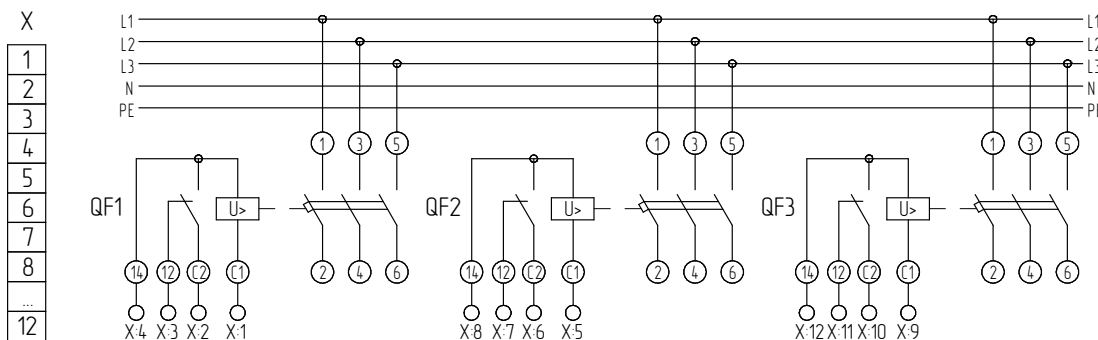 X
1
2
3
4
5
6
7
8
...
12
L1 L1
L2 L2
L3 L3
N N
PE PE
1 3 5 1 3 5 1 3 5
QF1 U> QF2 U> QF3 U>
14 12 C2 C1 2 4 6 14 12 C2 C1 2 4 6 14 12 C2 C1 2 4 6
X:4 X:3 X:2 X:1 X:8 X:7 X:6 X:5 X:12 X:11 X:10 X:9